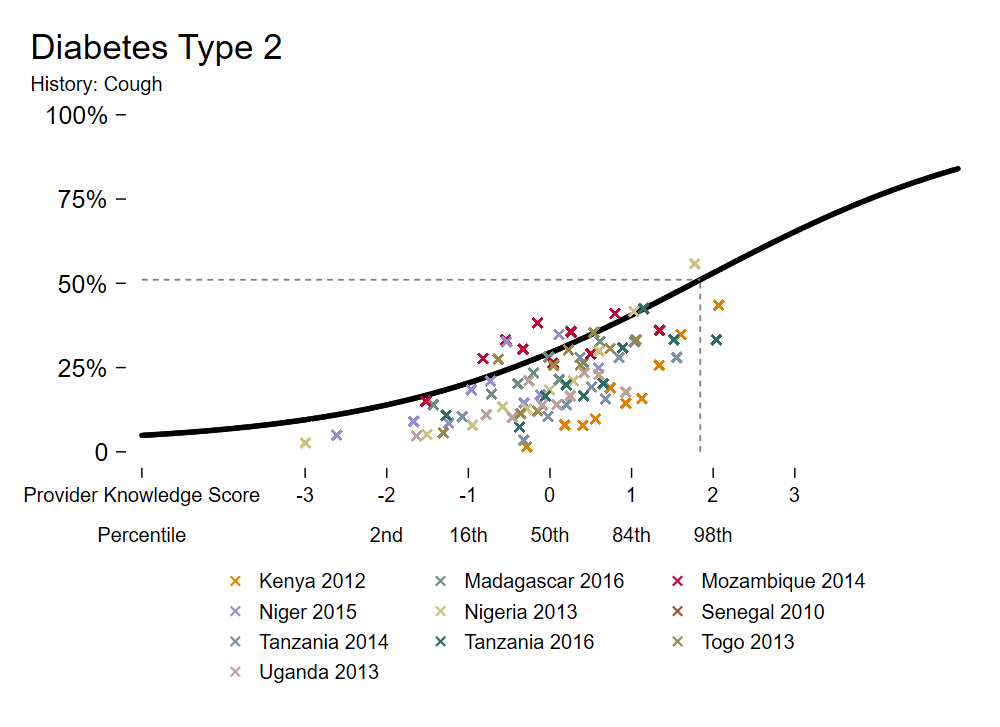 Diabetes Type 2
History: Cough
100%
75%
50%
25%
0
Provider Knowledge Score -3 -2 -1 0 1 2 3
Percentile 2nd 16th 50th 84th 98th
Kenya 2012 Madagascar 2016 Mozambique 2014
Niger 2015 Nigeria 2013 Senegal 2010
Tanzania 2014 Tanzania 2016 Togo 2013
Uganda 2013